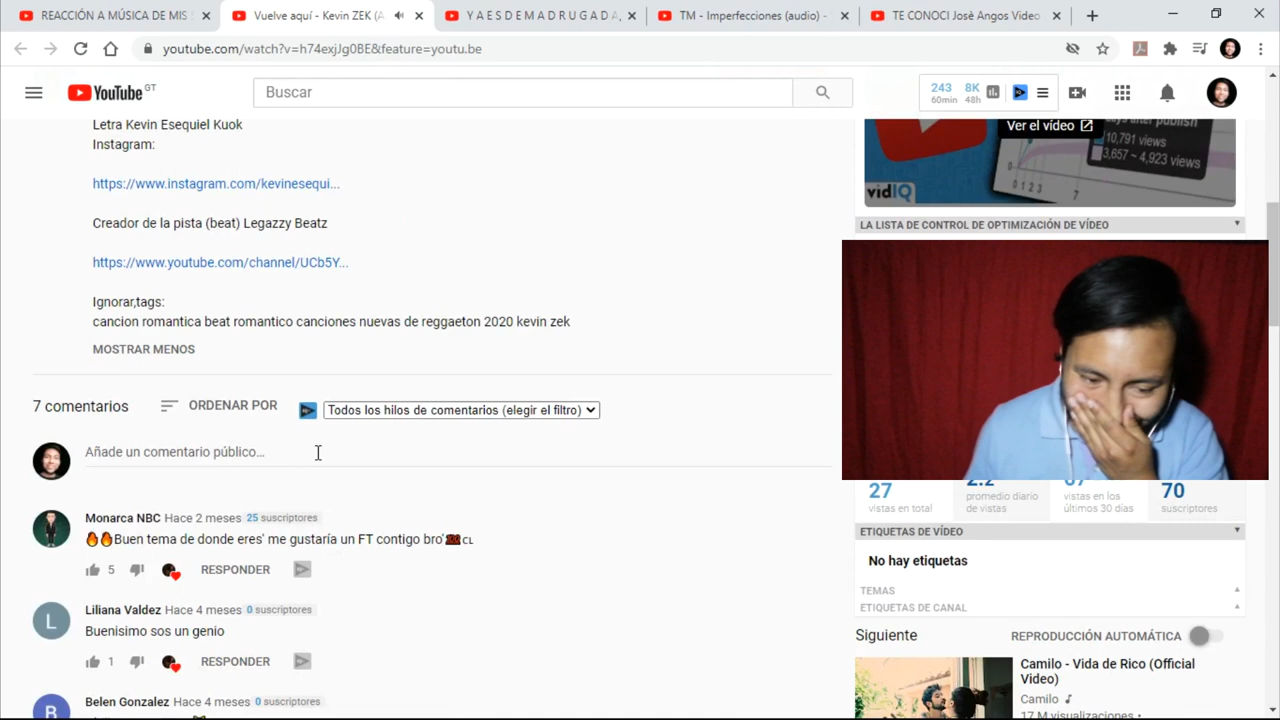 REACCIÓN A MÚSICA DE MIS
Vuelve aquí - Kevin ZEK (A
Y A E S D E M A D R U G A D A ,
TM - Imperfecciones (audio) -
TE CONOCI Josè Angos Video
youtube.com/watch?v=h74exjJg0BE&feature=youtu.be
YouTube GT
Buscar
243 8K
60min 48h
Letra Kevin Esequiel Kuok
Instagram:
https://www.instagram.com/kevinesequi...
Creador de la pista (beat) Legazzy Beatz
https://www.youtube.com/channel/UCb5Y...
Ignorar,tags:
cancion romantica beat romantico canciones nuevas de reggaeton 2020 kevin zek
MOSTRAR MENOS
7 comentarios
ORDENAR POR
Todos los hilos de comentarios (elegir el filtro)
Añade un comentario público...
Monarca NBC Hace 2 meses 25 suscriptores
🔥🔥Buen tema de donde eres' me gustaría un FT contigo bro' CL
5 RESPONDER
L
Liliana Valdez Hace 4 meses 0 suscriptores
Buenisimo sos un genio
1 RESPONDER
B
Belen Gonzalez Hace 4 meses 0 suscriptores
Ver el vídeo
days after publish
10,791 views
3,657 ~ 4,923 views
0 1 2 3 7
vidIQ
LA LISTA DE CONTROL DE OPTIMIZACIÓN DE VÍDEO
27 70
vistas en total
promedio diario de vistas
vistas en los últimos 30 días
suscriptores
ETIQUETAS DE VÍDEO
No hay etiquetas
TEMAS
ETIQUETAS DE CANAL
Siguiente
REPRODUCCIÓN AUTOMÁTICA
Camilo - Vida de Rico (Official
Video)
Camilo
17 M visualizaciones •